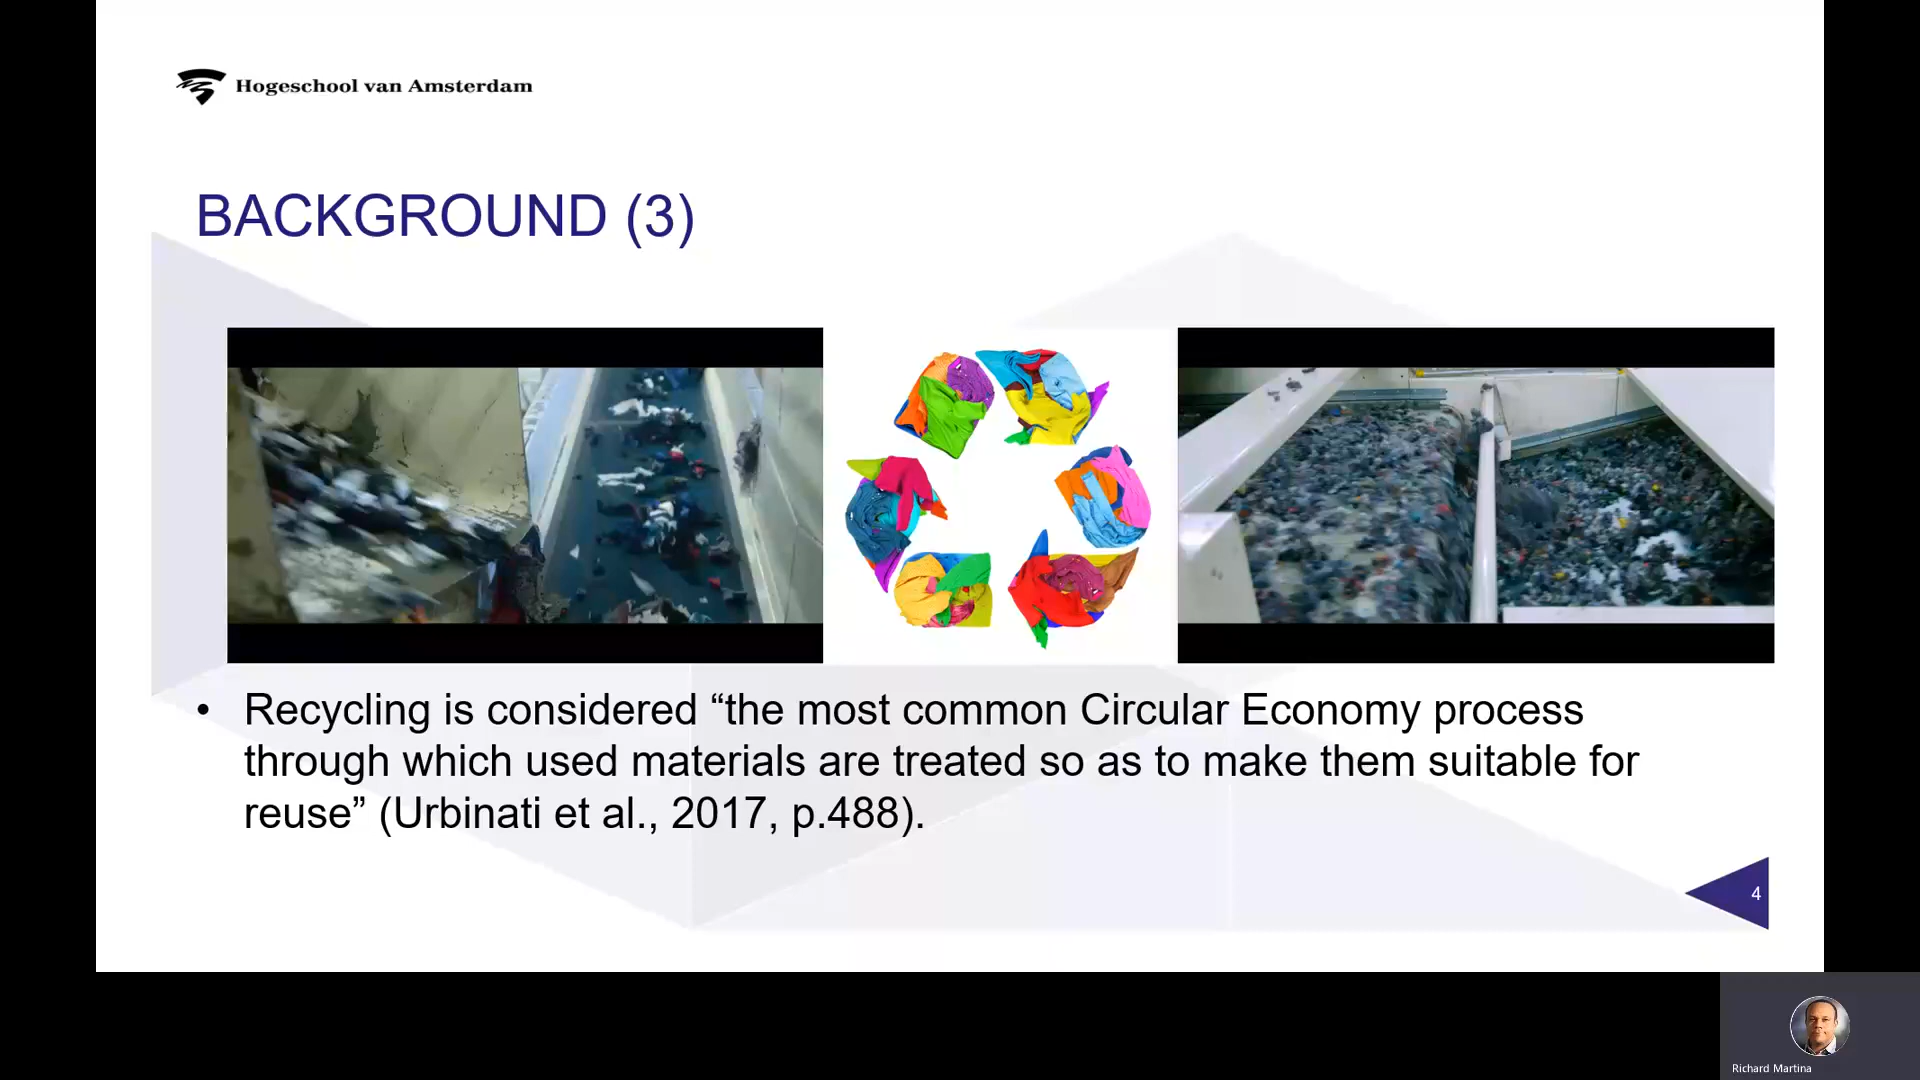 Hogeschool van Amsterdam
BACKGROUND (3)
• Recycling is considered “the most common Circular Economy process
through which used materials are treated so as to make them suitable for
reuse” (Urbinati et al., 2017, p.488).
4
Richard Martina